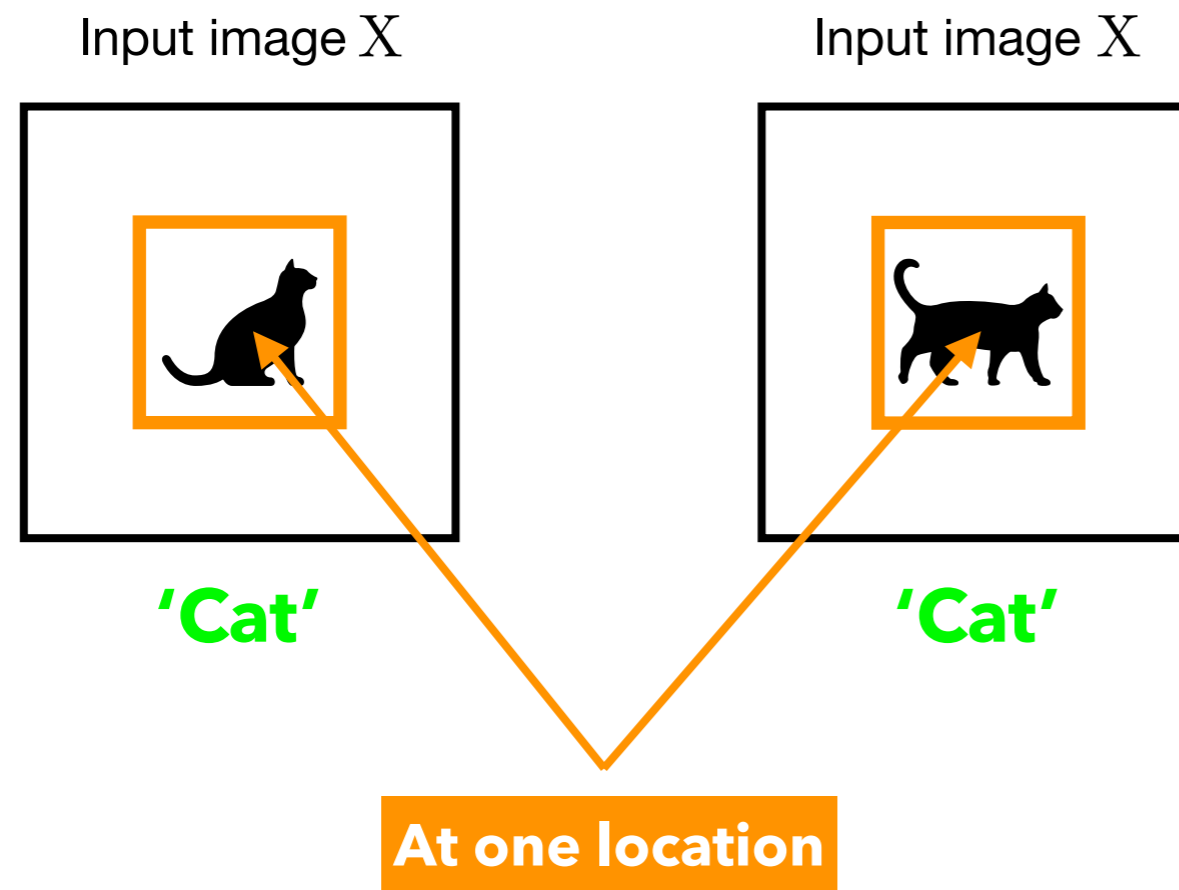 Input image X
Input image X
‘Cat’
‘Cat’
At one location